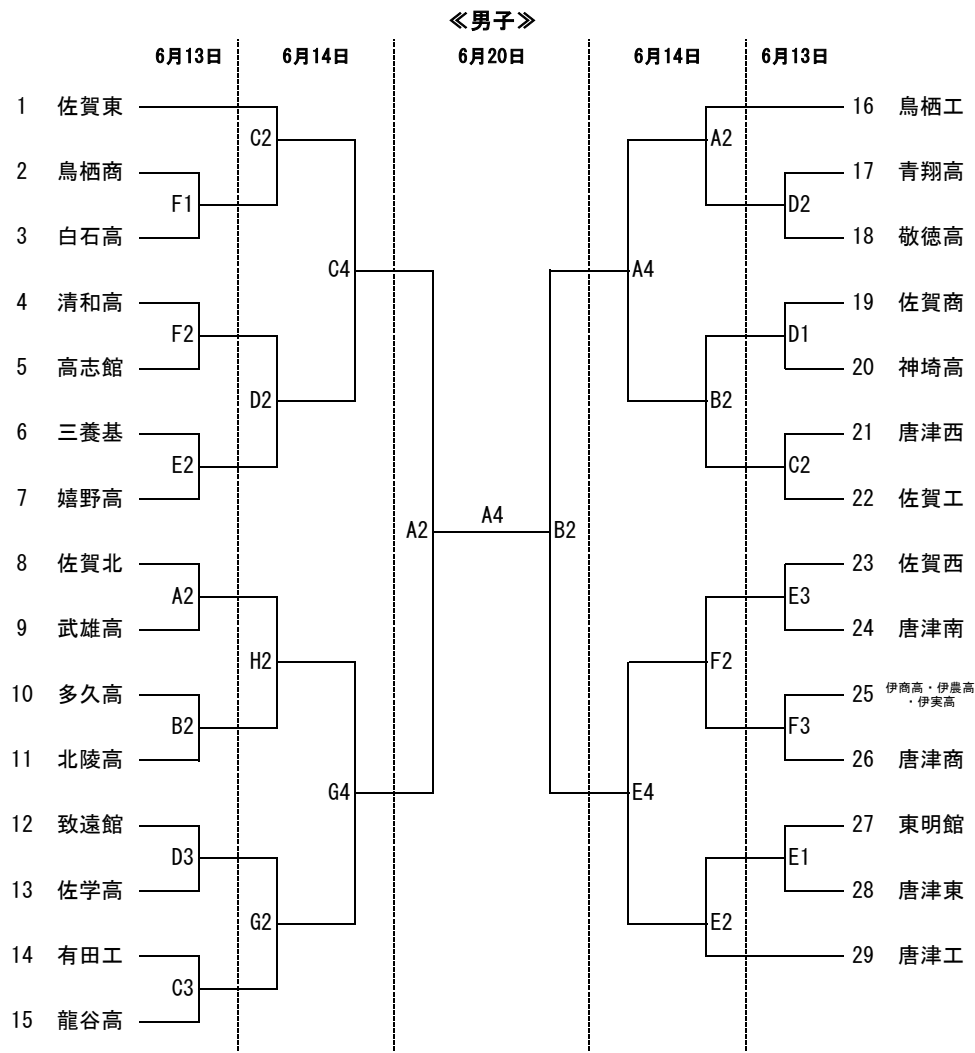 ≪男子≫
6月13日 6月14日 6月20日 6月14日 6月13日
1 佐賀東
16 鳥栖工
C2
A2
2 鳥栖商
17 青翔高
F1
D2
3 白石高
18 敬徳高
C4
A4
4 清和高
19 佐賀商
F2
D1
5 高志館
20 神埼高
D2
B2
6 三養基
21 唐津西
E2
C2
7 嬉野高
22 佐賀工
A4
A2
B2
8 佐賀北
23 佐賀西
A2
E3
9 武雄高
24 唐津南
H2
F2
10 多久高
25 伊商高・伊農高
・伊実高
B2
F3
11 北陵高
26 唐津商
G4
E4
12 致遠館
27 東明館
D3
E1
13 佐学高
28 唐津東
G2
E2
14 有田工
29 唐津工
C3
15 龍谷高